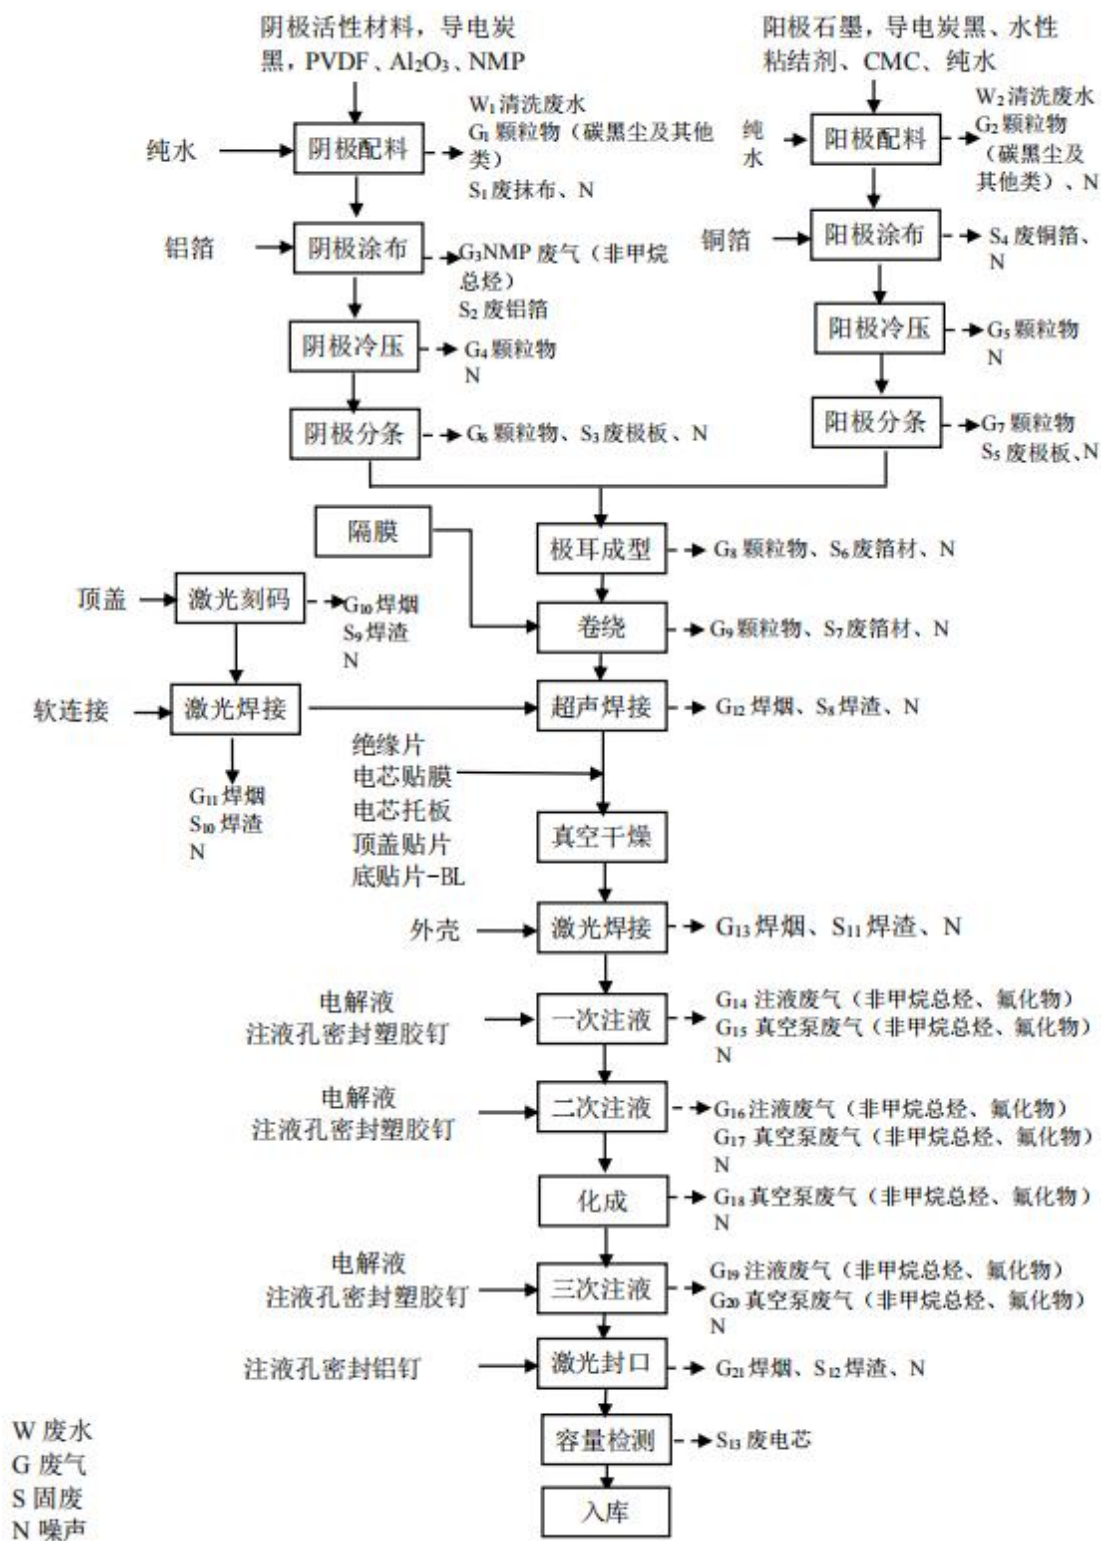 阴极活性材料，导电炭
黑，PVDF、Al₂O₃、NMP
阳极石墨，导电炭黑、水性
粘结剂、CMC、纯水
纯水
阴极配料
W₁清洗废水
G₁颗粒物（碳黑尘及其他
类）
S₁废抹布、N
纯
水
阳极配料
W₂清洗废水
G₂颗粒物
（碳黑尘及
其他类）、N
铝箔
阴极涂布
G₃NMP 废气（非甲烷
总烃）
S₂废铝箔
铜箔
阳极涂布
S₄废铜箔、
N
阴极冷压
G₄颗粒物
N
阳极冷压
G₅颗粒物
N
阴极分条
G₆颗粒物、S₃废极板、N
阳极分条
G₇颗粒物
S₅废极板、N
隔膜
极耳成型
G₈颗粒物、S₆废箔材、N
顶盖
激光刻码
G₁₀焊烟
S₉焊渣
N
卷绕
G₉颗粒物、S₇废箔材、N
软连接
激光焊接
超声焊接
G₁₂焊烟、S₈焊渣、N
G₁₁焊烟
S₁₀焊渣
N
绝缘片
电芯贴膜
电芯托板
顶盖贴片
底贴片-BL
真空干燥
外壳
激光焊接
G₁₃焊烟、S₁₁焊渣、N
电解液
注液孔密封塑胶钉
一次注液
G₁₄注液废气（非甲烷总烃、氟化物）
G₁₅真空泵废气（非甲烷总烃、氟化物）
N
电解液
注液孔密封塑胶钉
二次注液
G₁₆注液废气（非甲烷总烃、氟化物）
G₁₇真空泵废气（非甲烷总烃、氟化物）
N
化成
G₁₈真空泵废气（非甲烷总烃、氟化物）
N
电解液
注液孔密封塑胶钉
三次注液
G₁₉注液废气（非甲烷总烃、氟化物）
G₂₀真空泵废气（非甲烷总烃、氟化物）
N
注液孔密封铝钉
激光封口
G₂₁焊烟、S₁₂焊渣、N
容量检测
S₁₃废电芯
入库
W 废水
G 废气
S 固废
N 噪声